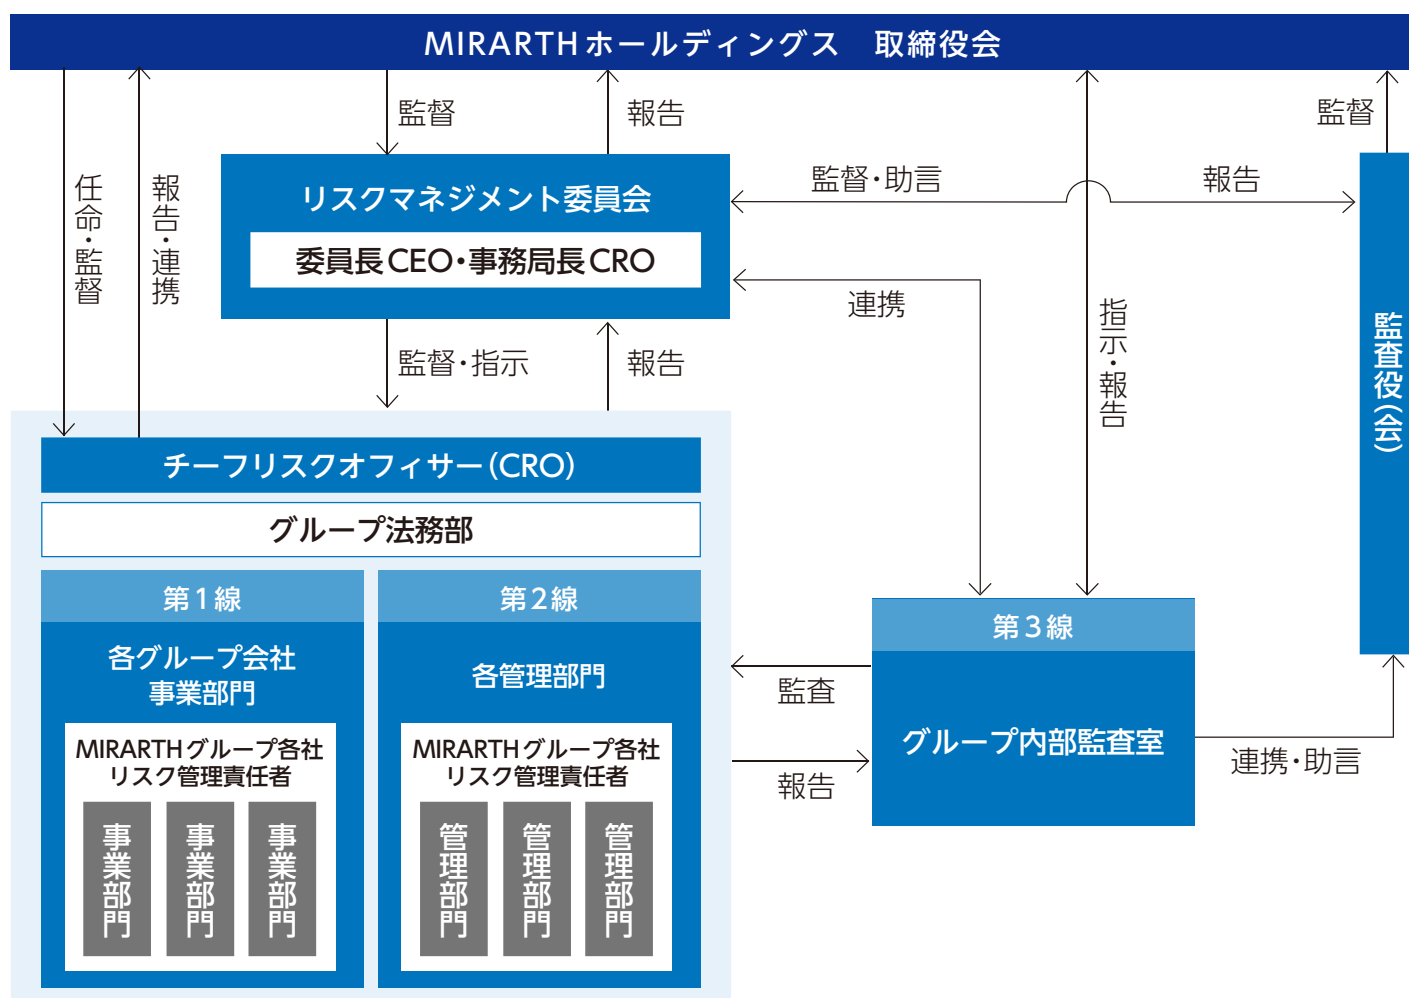 MIRARTHホールディングス　取締役会
監督
報告
監督
任命・監督
報告・連携
リスクマネジメント委員会
委員長CEO・事務局長CRO
監督・助言
報告
連携
指示・報告
監査役(会)
監督・指示
報告
チーフリスクオフィサー(CRO)
グループ法務部
第1線
各グループ会社
事業部門
MIRARTHグループ各社
リスク管理責任者
事業部門
事業部門
事業部門
第2線
各管理部門
MIRARTHグループ各社
リスク管理責任者
管理部門
管理部門
管理部門
監査
報告
第3線
グループ内部監査室
連携・助言